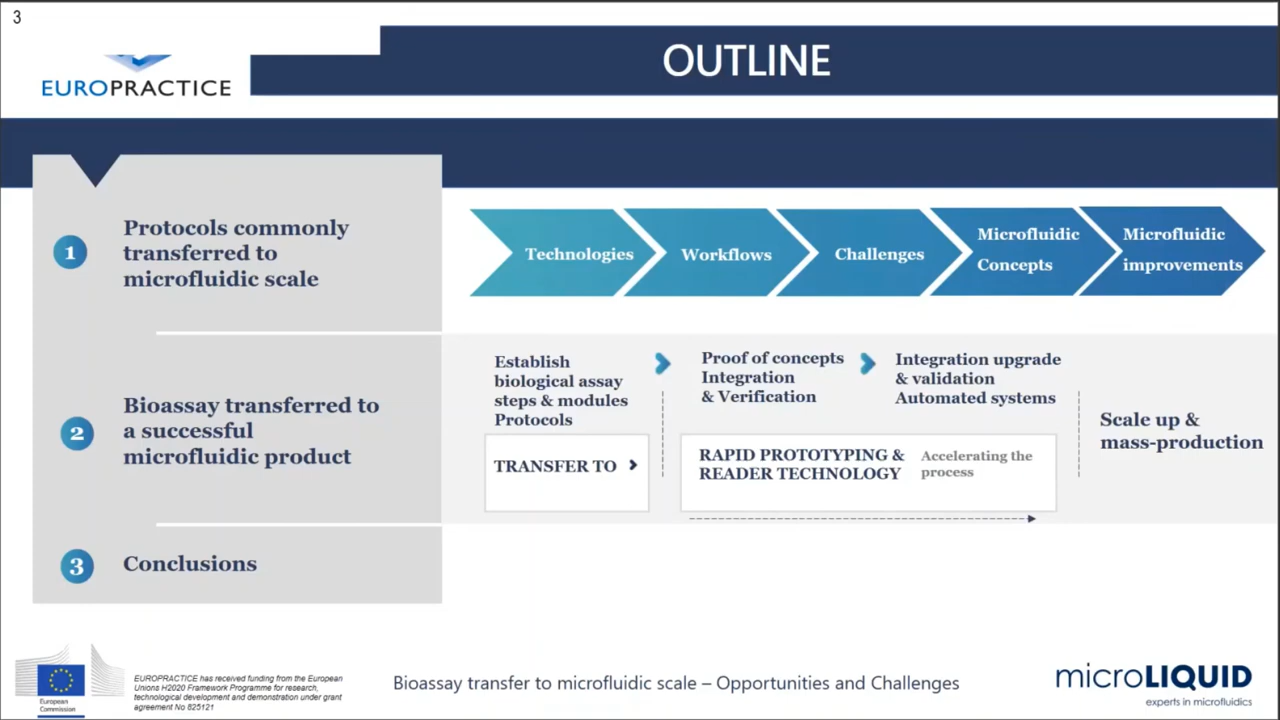 3
OUTLINE
EUROPRACTICE
1
Protocols commonly
transferred to
microfluidic scale
Technologies
Workflows
Challenges
Microfluidic
Concepts
Microfluidic
improvements
2
Bioassay transferred to
a successful
microfluidic product
Establish
biological assay
steps & modules
Protocols
TRANSFER TO
Proof of concepts
Integration
& Verification
Integration upgrade
& validation
Automated systems
RAPID PROTOTYPING &
READER TECHNOLOGY
Accelerating the
process
Scale up &
mass-production
3
Conclusions
European
Commission
EUROPRACTICE has received funding from the European
Unions H2020 Framework Programme for research,
technological development and demonstration under grant
agreement No 825121
Bioassay transfer to microfluidic scale – Opportunities and Challenges
microLIQUID
experts in microfluidics